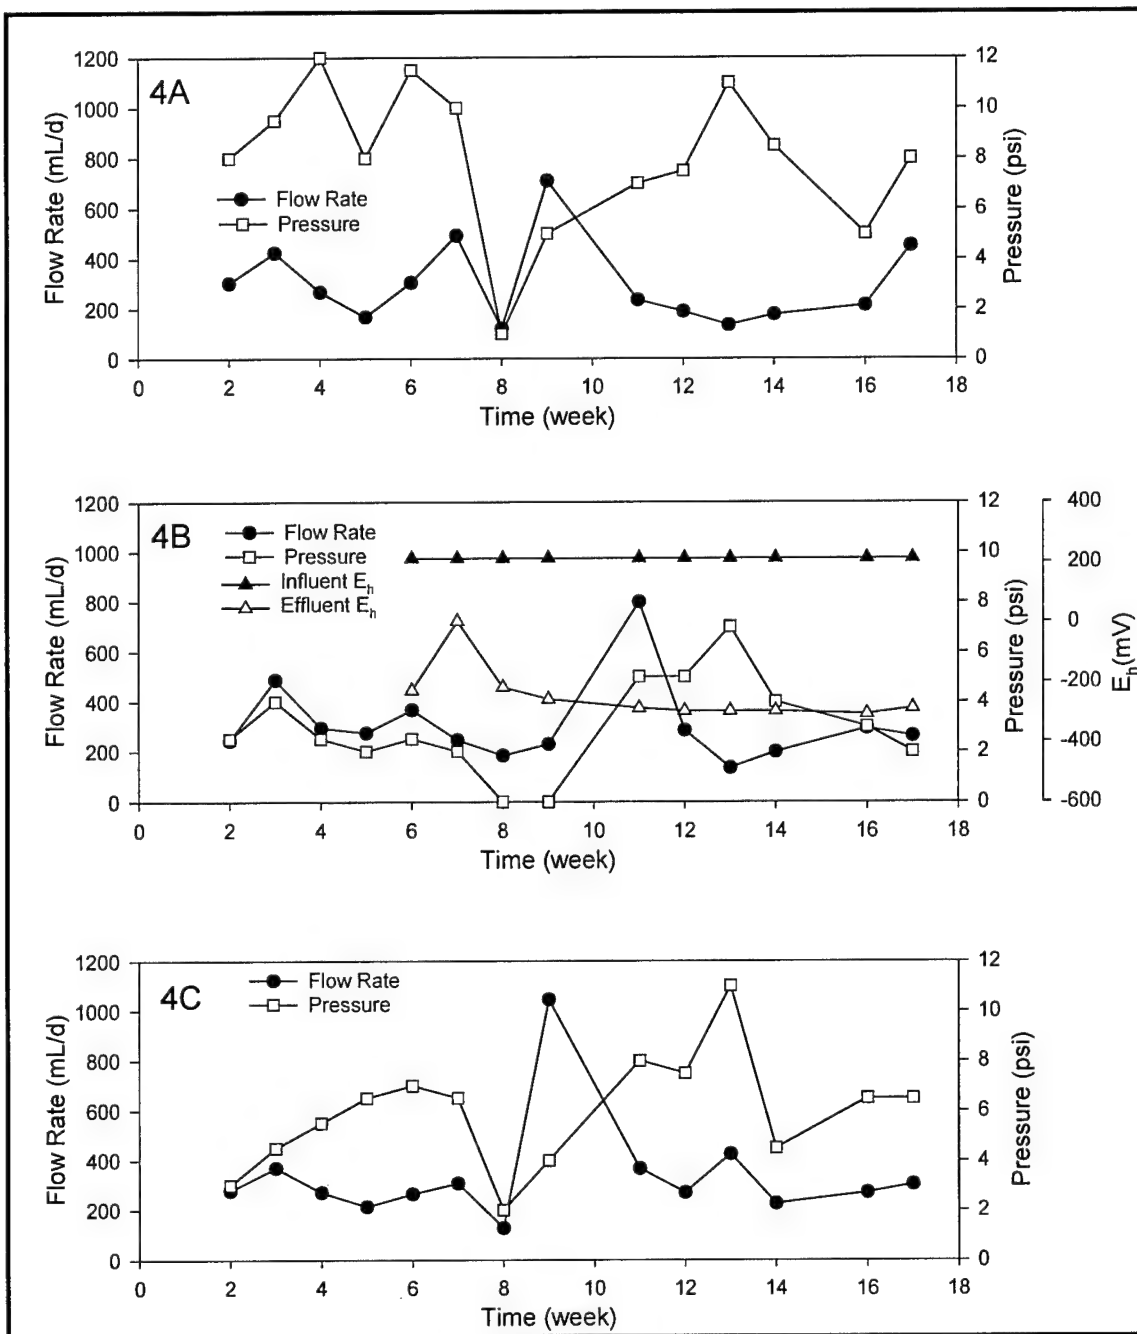 4A
Flow Rate (mL/d)
1200
1000
800
600
400
200
0
Flow Rate
Pressure
12
10
8
6
4
2
0
Pressure (psi)
0 2 4 6 8 10 12 14 16 18
Time (week)
4B
Flow Rate (mL/d)
1200
1000
800
600
400
200
0
Flow Rate
Pressure
Influent Eh
Effluent Eh
12
10
8
6
4
2
0
Pressure (psi)
400
200
0
-200
-400
-600
Eh(mV)
0 2 4 6 8 10 12 14 16 18
Time (week)
4C
Flow Rate (mL/d)
1200
1000
800
600
400
200
0
Flow Rate
Pressure
12
10
8
6
4
2
0
Pressure (psi)
0 2 4 6 8 10 12 14 16 18
Time (week)